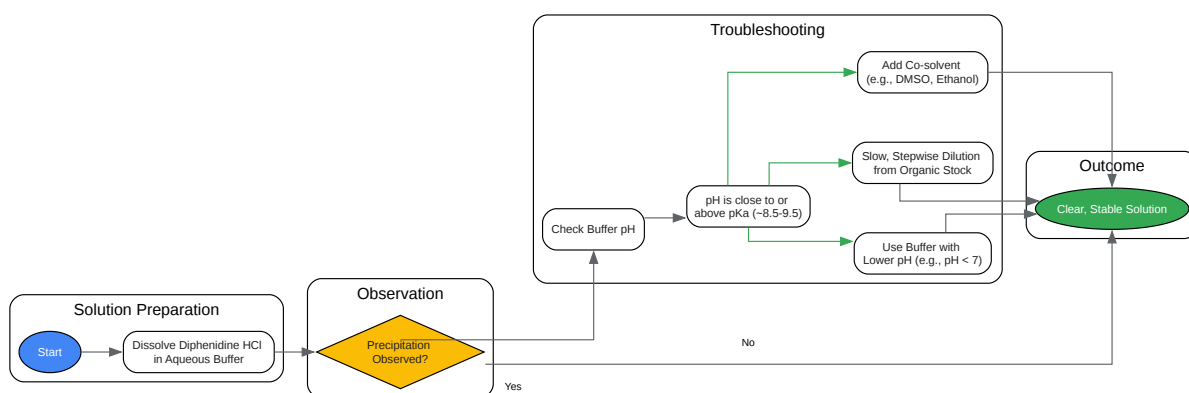 Solution Preparation
Start
Dissolve Diphenidine HCl
in Aqueous Buffer
Observation
Precipitation
Observed?
Yes
No
Troubleshooting
Check Buffer pH
pH is close to or
above pKa (~8.5-9.5)
Add Co-solvent
(e.g., DMSO, Ethanol)
Slow, Stepwise Dilution
from Organic Stock
Use Buffer with
Lower pH (e.g., pH < 7)
Outcome
Clear, Stable Solution